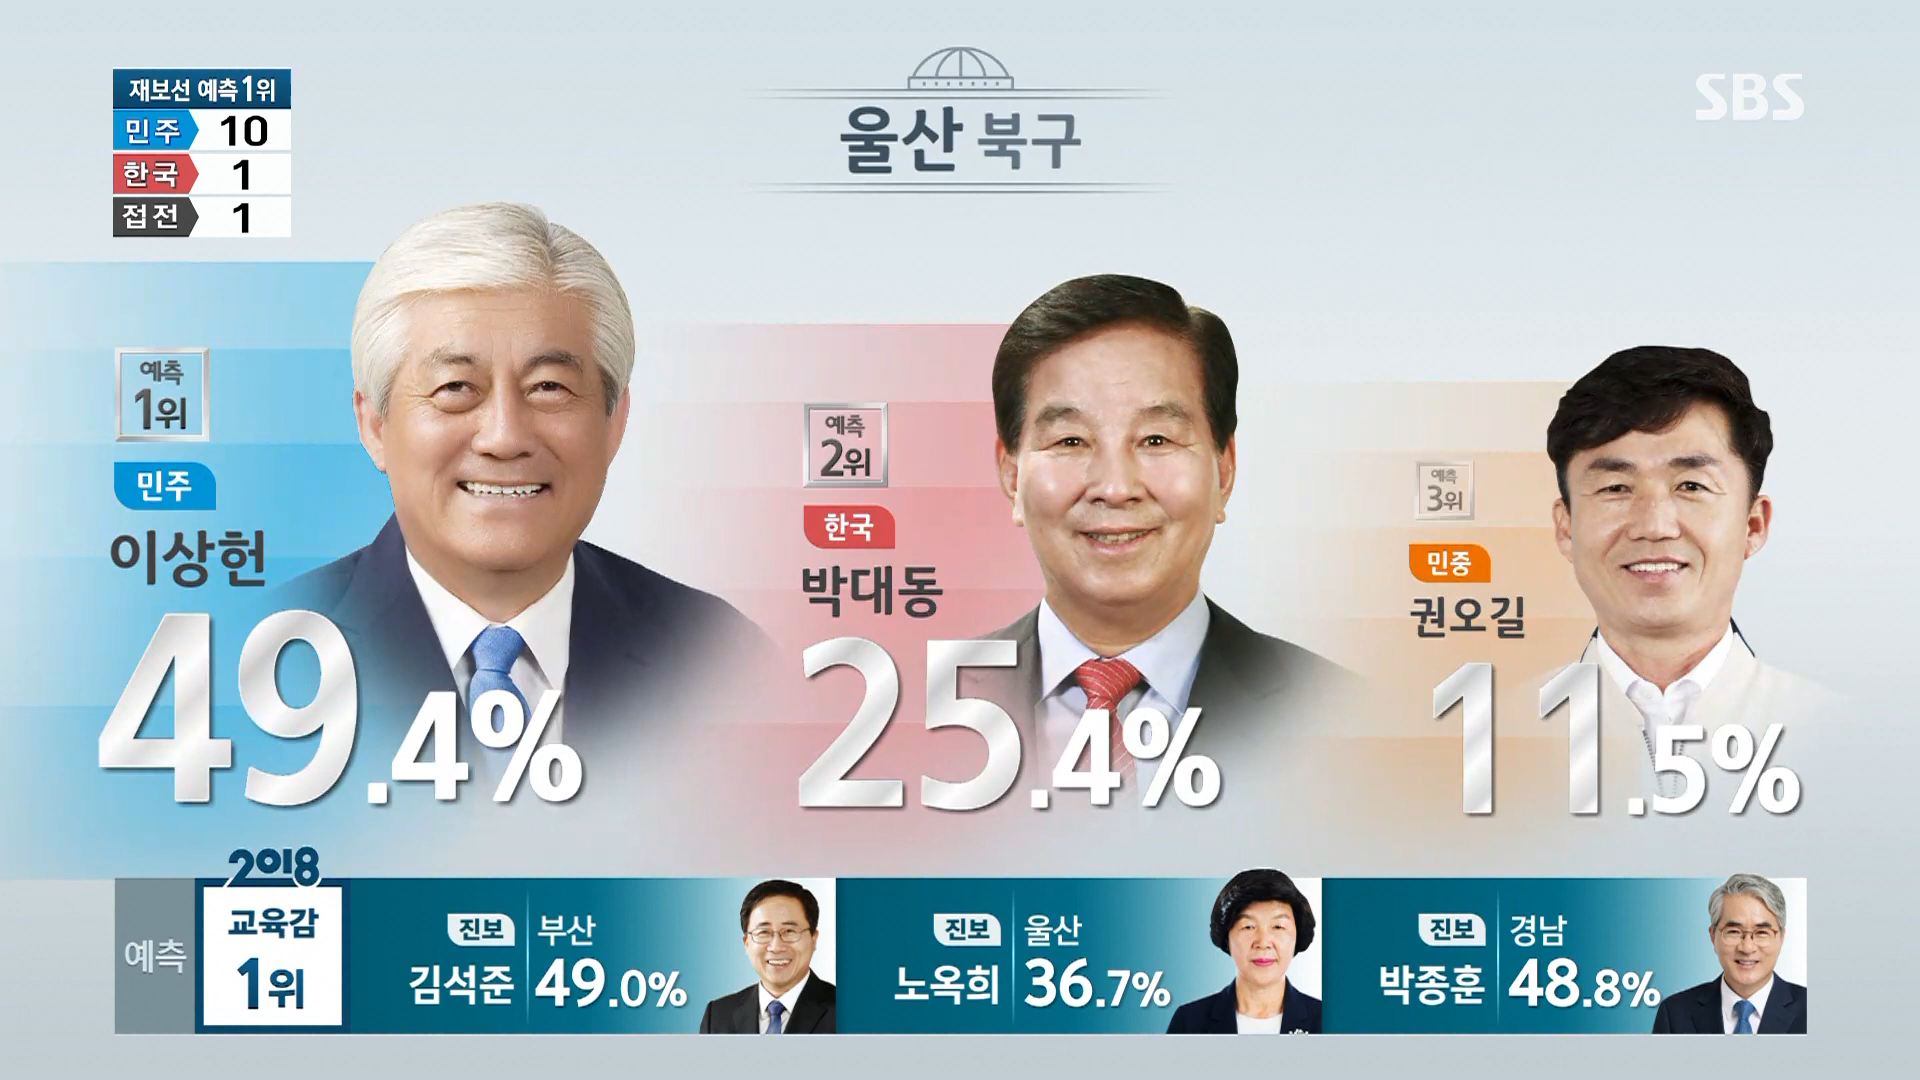 재보선 예측 1위
민주 10
한국 1
접전 1
울산 북구
SBS
예측
1위
민주
이상헌
49.4%
예측
2위
한국
박대동
25.4%
예측
3위
민중
권오길
11.5%
예측
2018
교육감
1위
진보 부산
김석준 49.0%
진보 울산
노옥희 36.7%
진보 경남
박종훈 48.8%